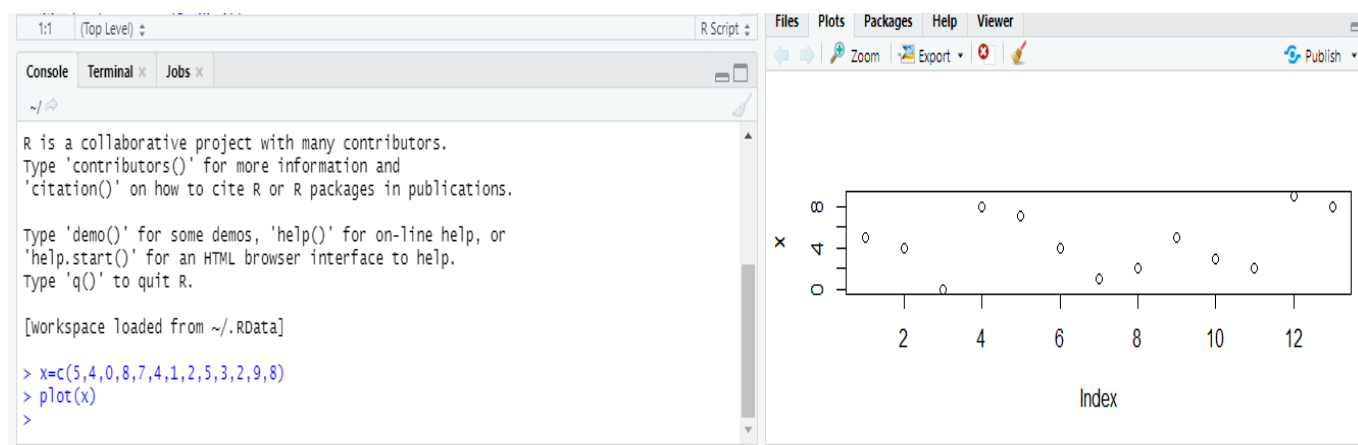 1:1 (Top Level) R Script
Console Terminal Jobs
~/
R is a collaborative project with many contributors.
Type 'contributors()' for more information and
'citation()' on how to cite R or R packages in publications.
Type 'demo()' for some demos, 'help()' for on-line help, or
'help.start()' for an HTML browser interface to help.
Type 'q()' to quit R.
[Workspace loaded from ~/.RData]
> x=c(5,4,0,8,7,4,1,2,5,3,2,9,8)
> plot(x)
>
Files Plots Packages Help Viewer
Zoom Export Publish
8
4
0
x
2 4 6 8 10 12
Index